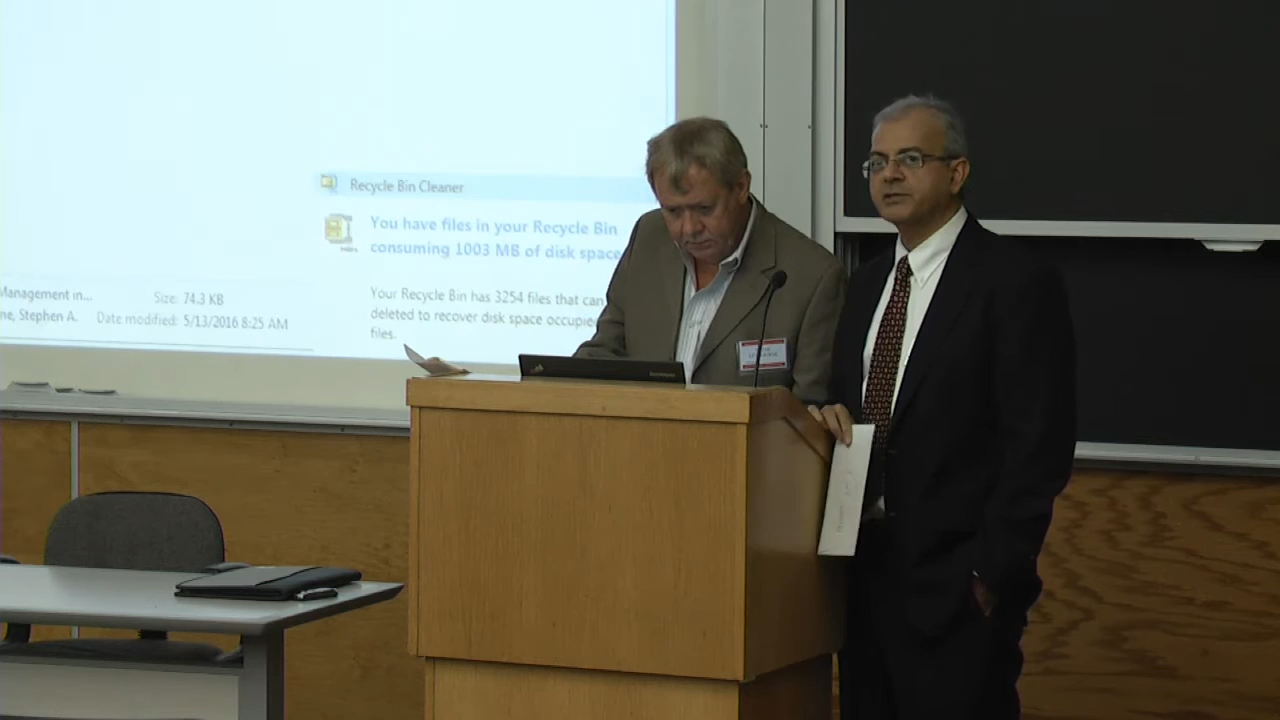 Recycle Bin Cleaner
You have files in your Recycle Bin
consuming 1003 MB of disk space
Your Recycle Bin has 3254 files that can
deleted to recover disk space
files.
Management in...
Size: 74.3 KB
ne, Stephen A.
Date modified: 5/13/2016 8:25 AM